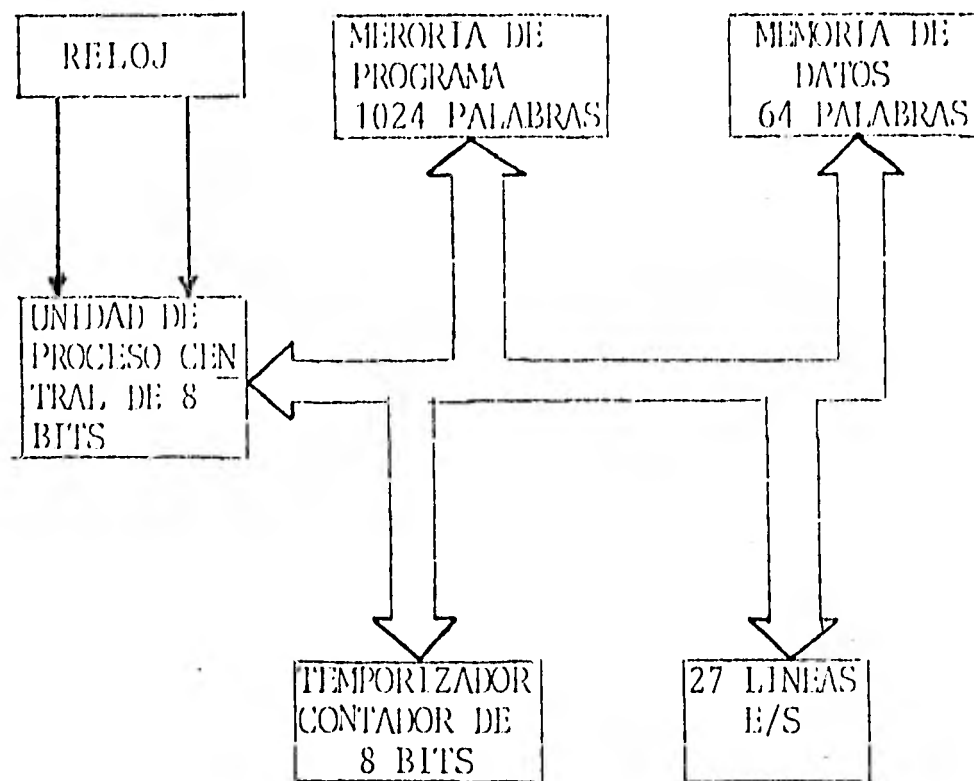 RELOJ
MERORIA DE
PROGRAMA
1024 PALABRAS
MEMORIA DE
DATOS
64 PALABRAS
UNIDAD DE
PROCESO CEN
TRAL DE 8
BITS
TEMPORIZADOR
CONTADOR DE
8 BITS
27 LINEAS
E/S